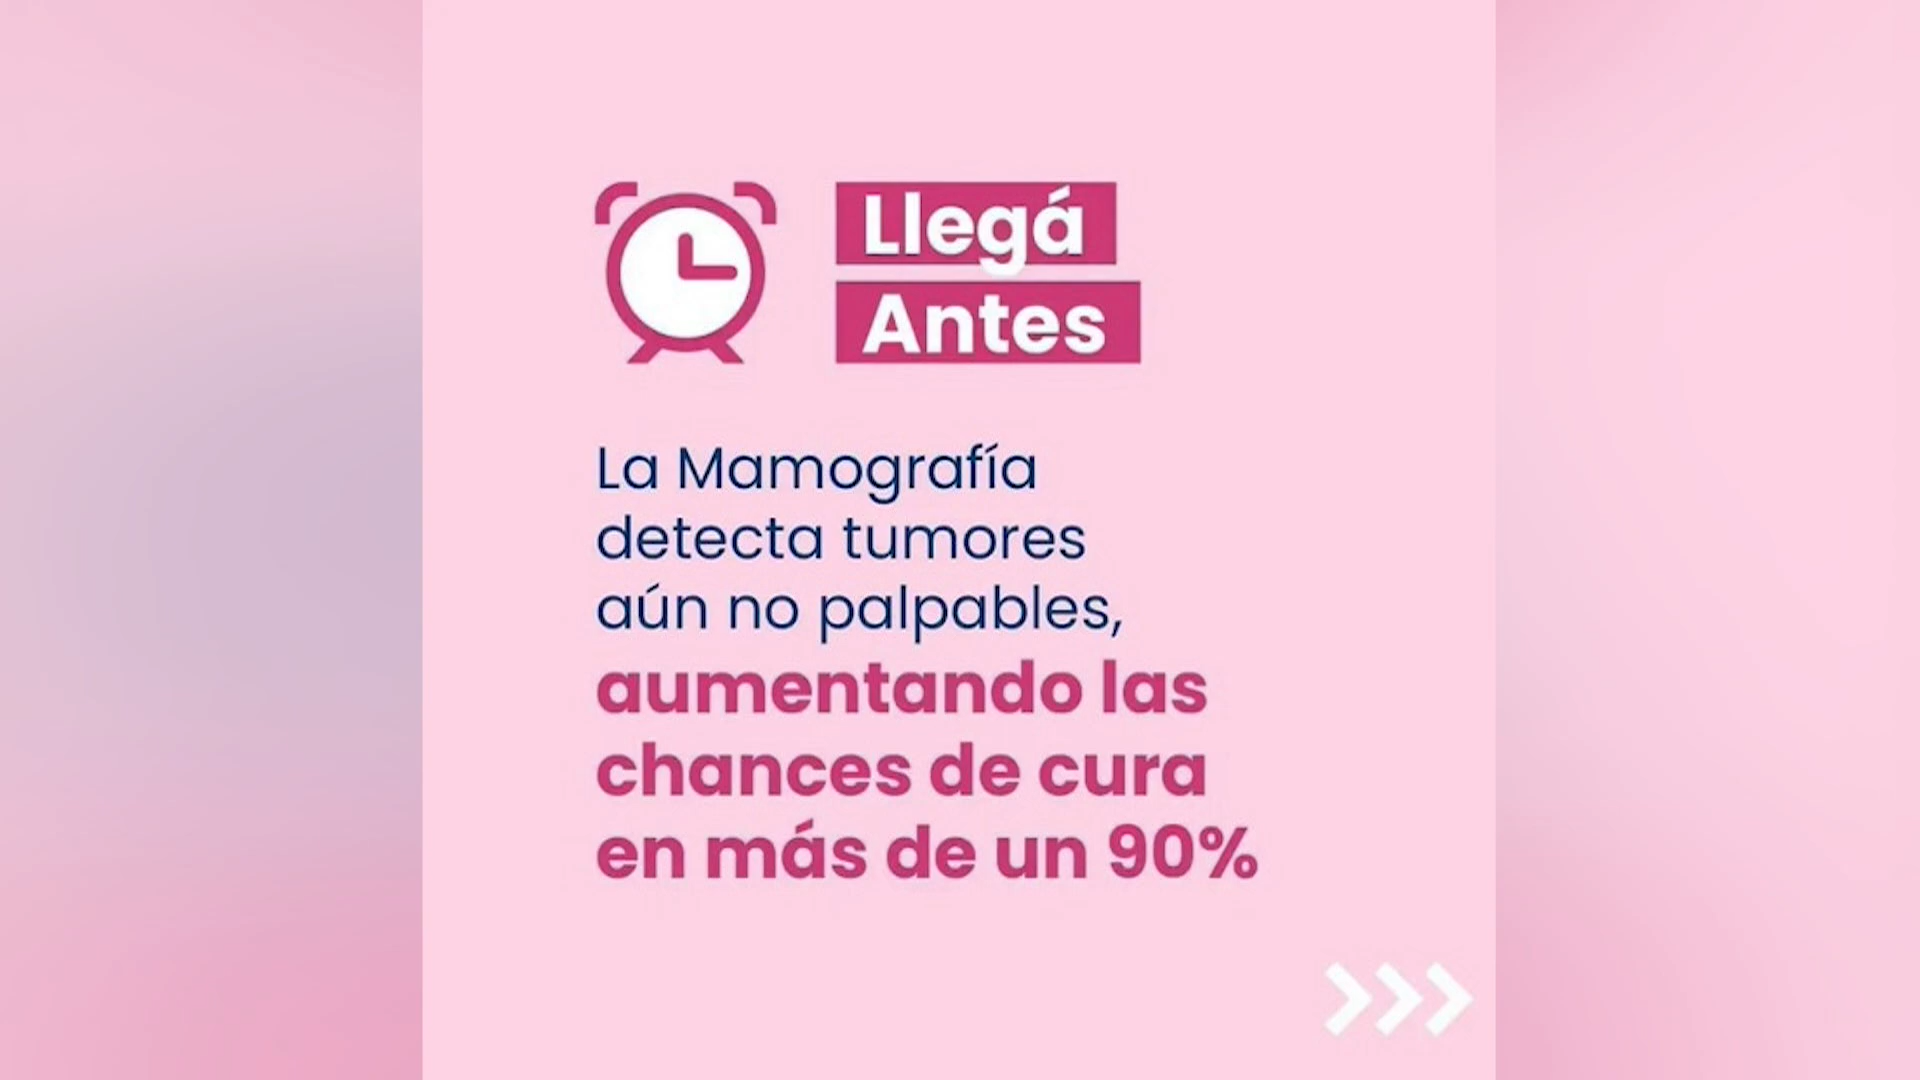 Llegá
Antes
La Mamografía
detecta tumores
aún no palpables,
aumentando las
chances de cura
en más de un 90%